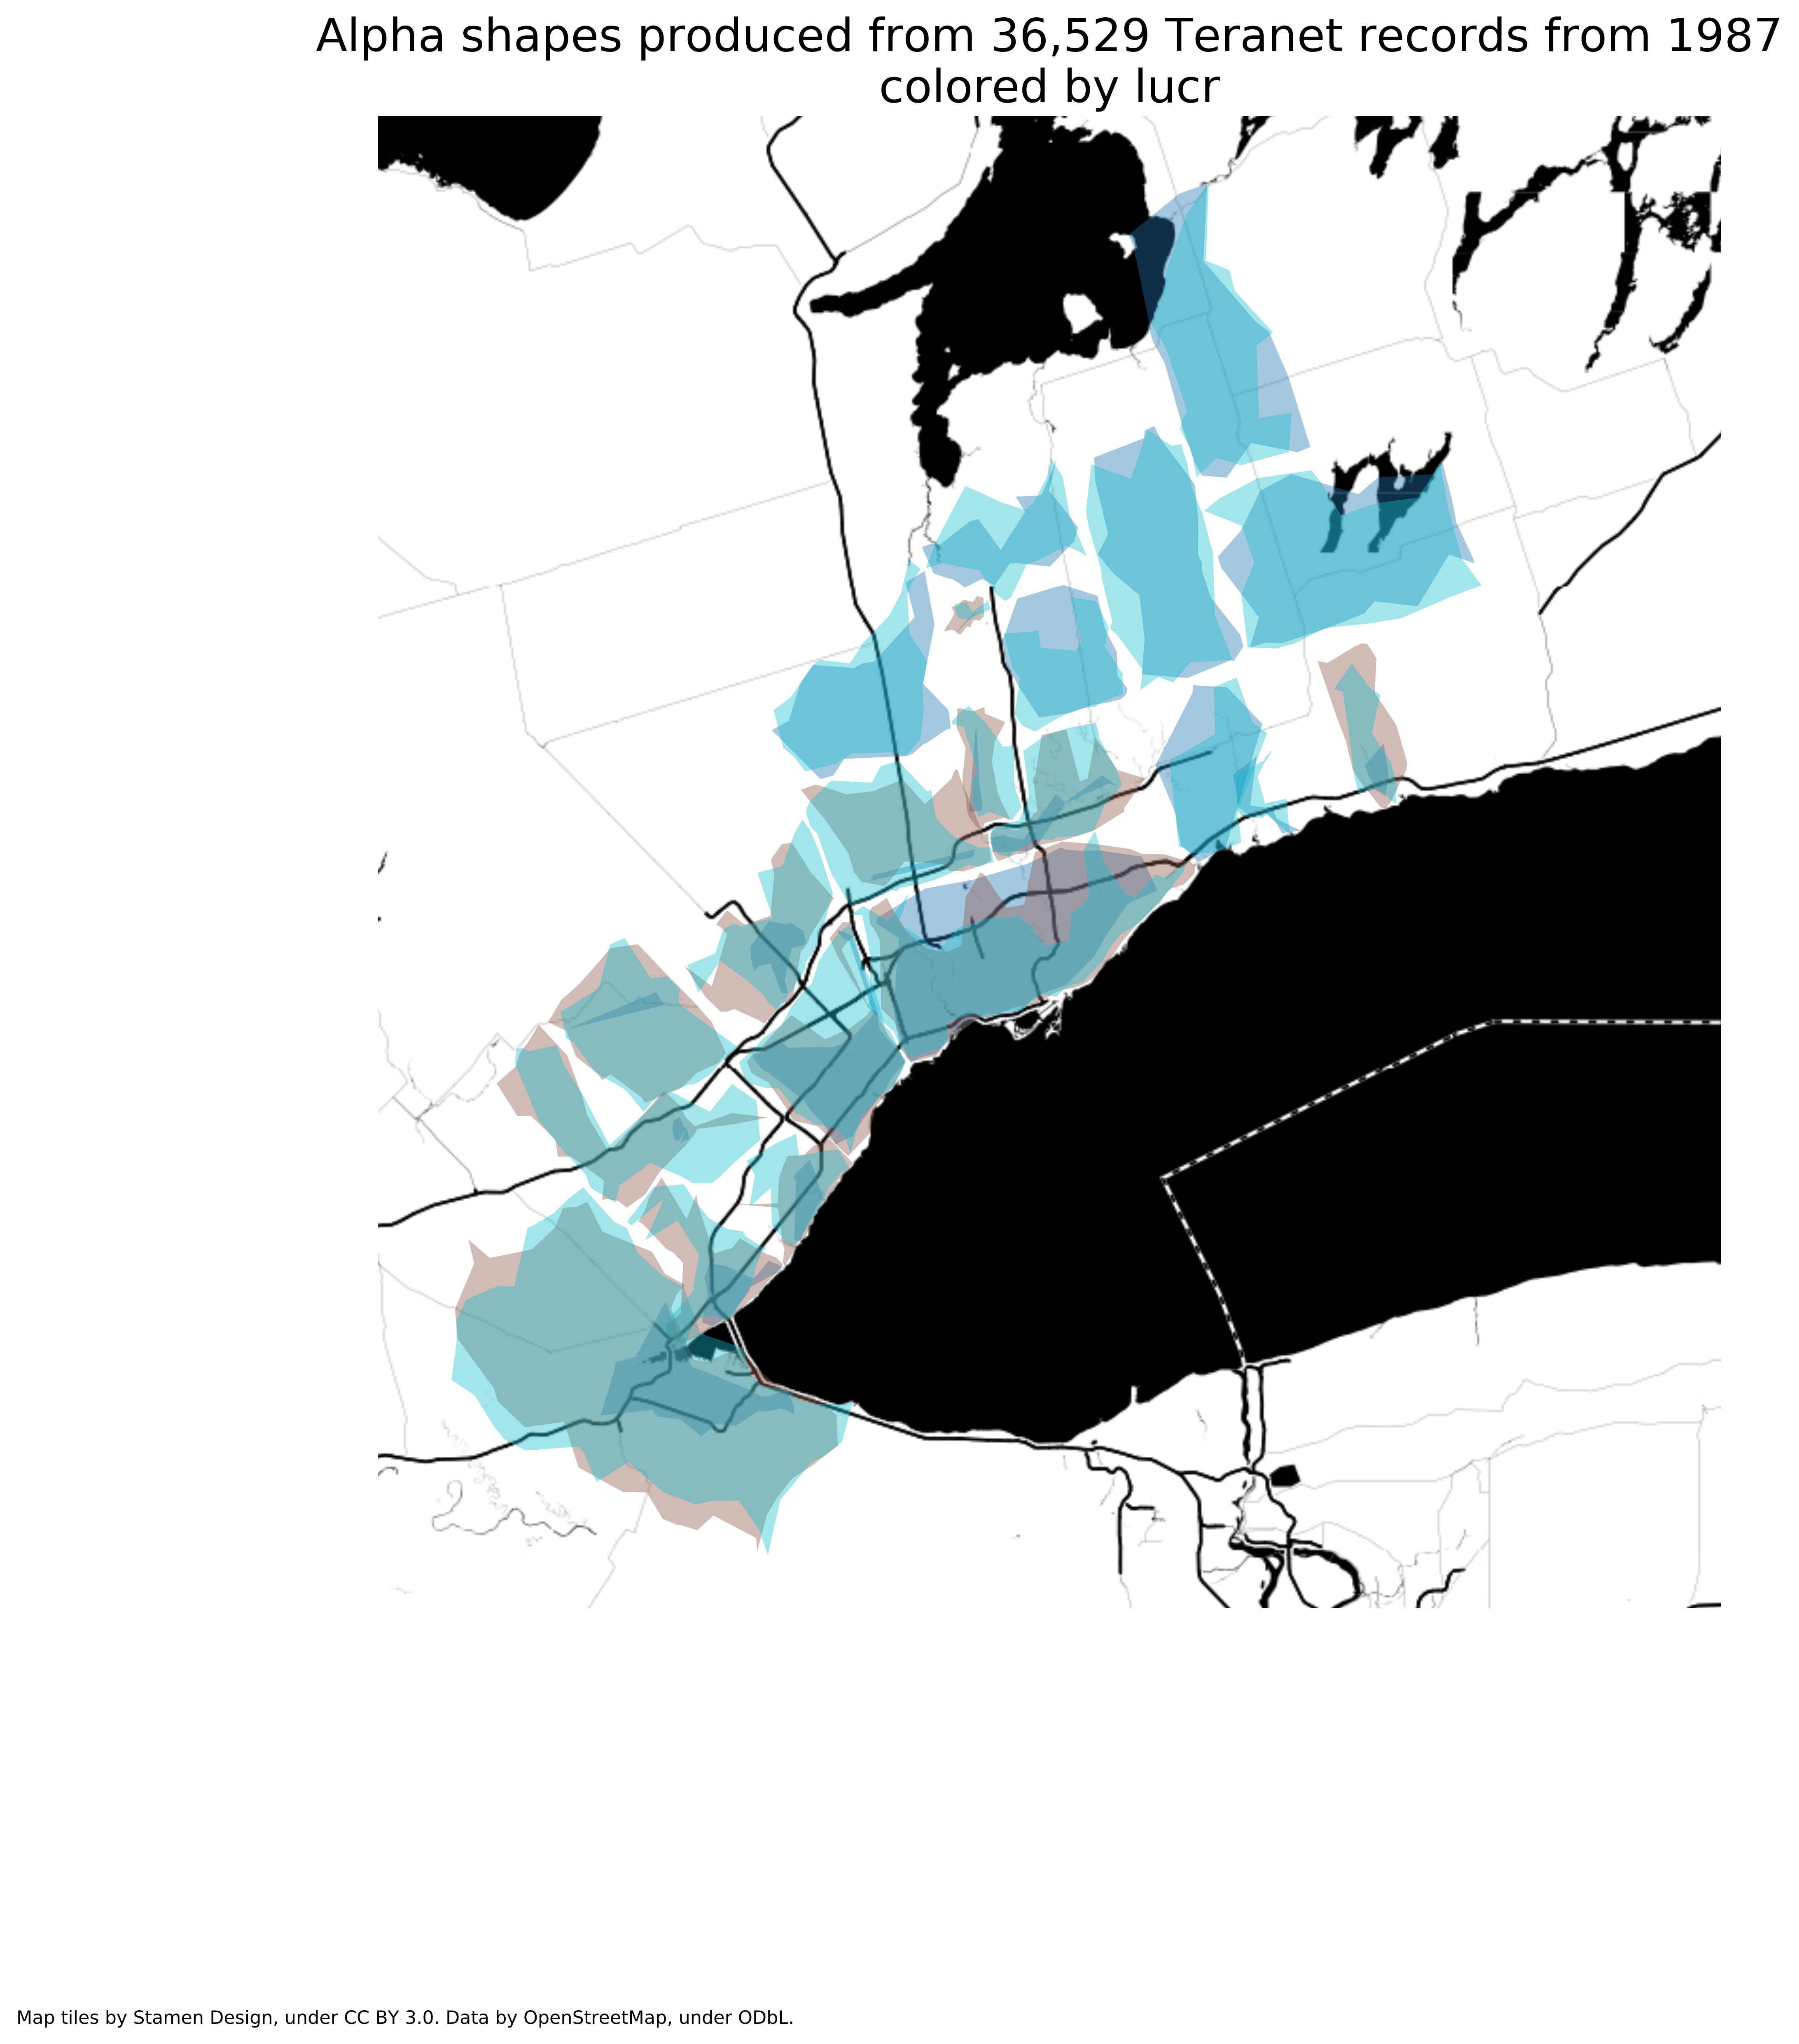 Alpha shapes produced from 36,529 Teranet records from 1987
colored by lucr
Map tiles by Stamen Design, under CC BY 3.0. Data by OpenStreetMap, under ODbL.